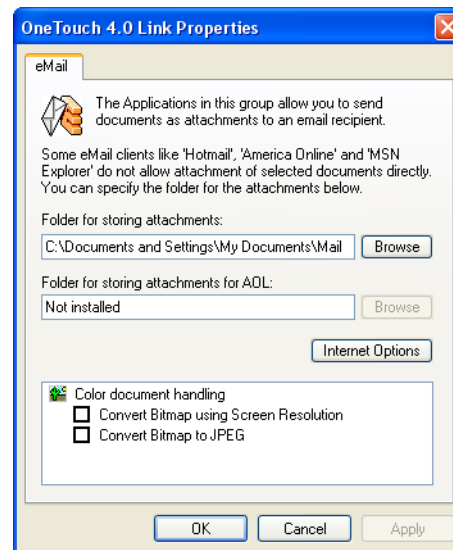 OneTouch 4.0 Link Properties
eMail
The Applications in this group allow you to send
documents as attachments to an email recipient.
Some eMail clients like 'Hotmail', 'America Online' and 'MSN
Explorer' do not allow attachment of selected documents directly.
You can specify the folder for the attachments below.
Folder for storing attachments:
C:\Documents and Settings\My Documents\Mail Browse
Folder for storing attachments for AOL:
Not installed Browse
Internet Options
Color document handling
Convert Bitmap using Screen Resolution
Convert Bitmap to JPEG
OK Cancel Apply